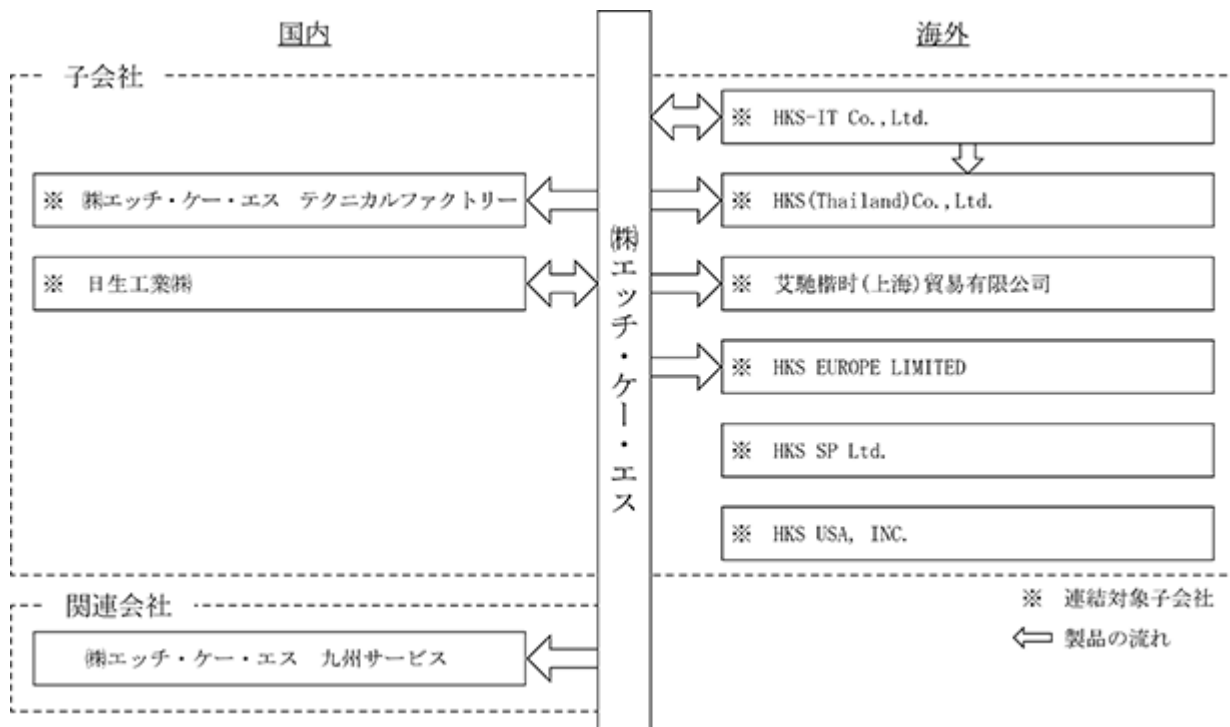 国内
海外
子会社
※ HKS-IT Co.,Ltd.
※ ㈱エッチ・ケー・エス テクニカルファクトリー
※ HKS(Thailand)Co.,Ltd.
※ 日生工業㈱
※ 艾馳楷时(上海)貿易有限公司
※ HKS EUROPE LIMITED
※ HKS SP Ltd.
※ HKS USA, INC.
㈱エッチ・ケー・エス
関連会社
㈱エッチ・ケー・エス 九州サービス
※ 連結対象子会社
製品の流れ